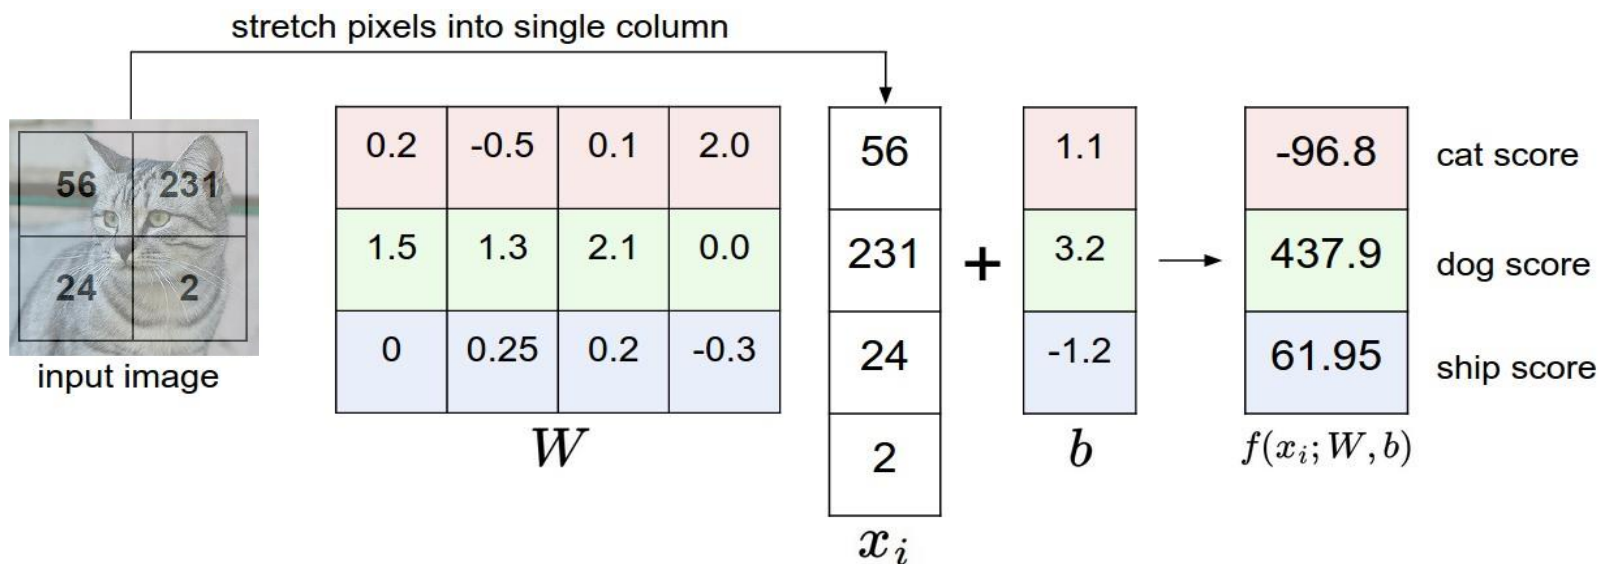 stretch pixels into single column
56 231
24 2
input image
0.2 -0.5 0.1 2.0
1.5 1.3 2.1 0.0
0 0.25 0.2 -0.3
W
56
231
24
2
x_i
+
1.1
3.2
-1.2
b
-96.8 cat score
437.9 dog score
61.95 ship score
f(x_i; W, b)